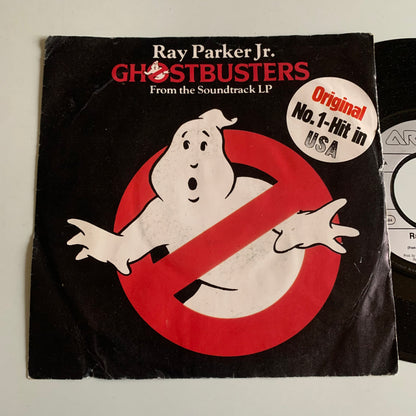 Ray Parker Jr.
GHOSTBUSTERS
From the Soundtrack LP
Original
No.1-Hit in
USA